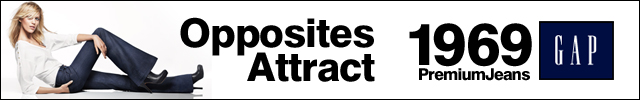 Opposites
Attract
1969
PremiumJeans
GAP